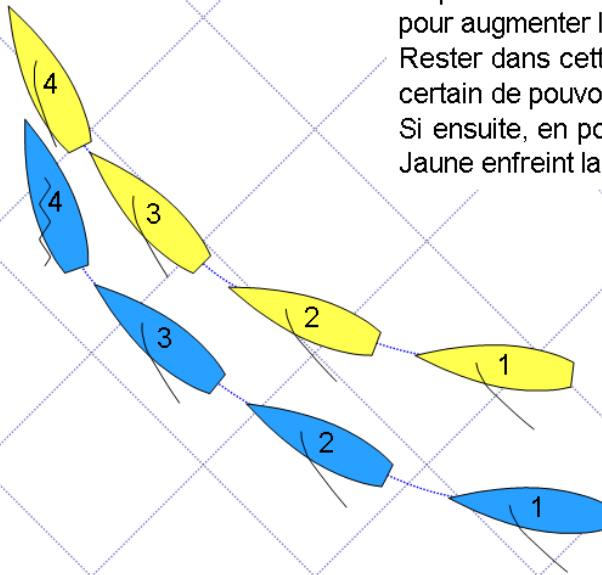 pour augmenter l
Rester dans cett
certain de pouvo
Si ensuite, en po
Jaune enfreint la
4
4
3
3
2
2
1
1